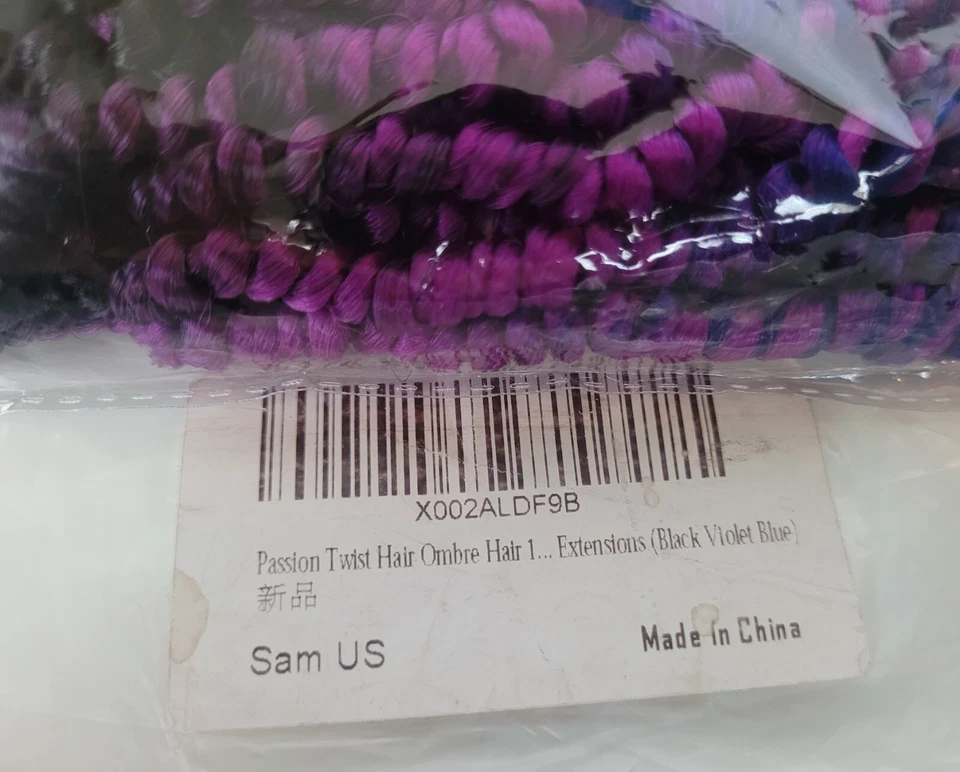 X002ALDF9B
Passion Twist Hair Ombre Hair 1... Extensions (Black Violet Blue)
新品
Sam US
Made in China